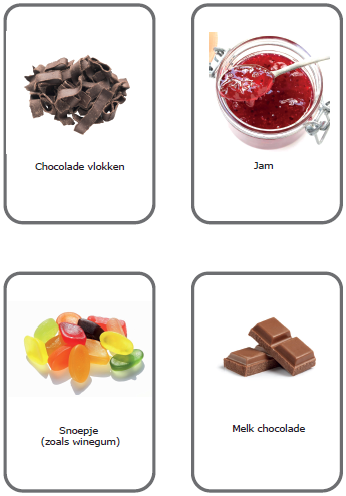 Chocolade vlokken
Jam
Snoepje
(zoals winegum)
Melk chocolade